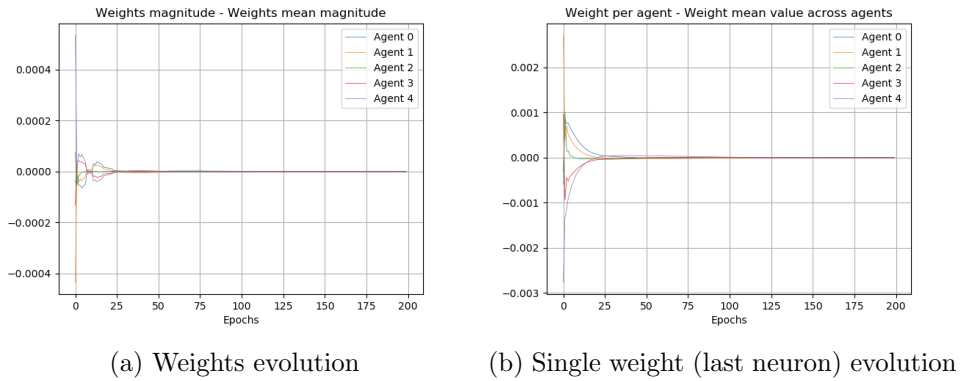 Weights magnitude - Weights mean magnitude
Agent 0
Agent 1
Agent 2
Agent 3
Agent 4
0.0004
0.0002
0.0000
−0.0002
−0.0004
0 25 50 75 100 125 150 175 200
Epochs
(a) Weights evolution
Weight per agent - Weight mean value across agents
Agent 0
Agent 1
Agent 2
Agent 3
Agent 4
0.002
0.001
0.000
−0.001
−0.002
−0.003
0 25 50 75 100 125 150 175 200
Epochs
(b) Single weight (last neuron) evolution